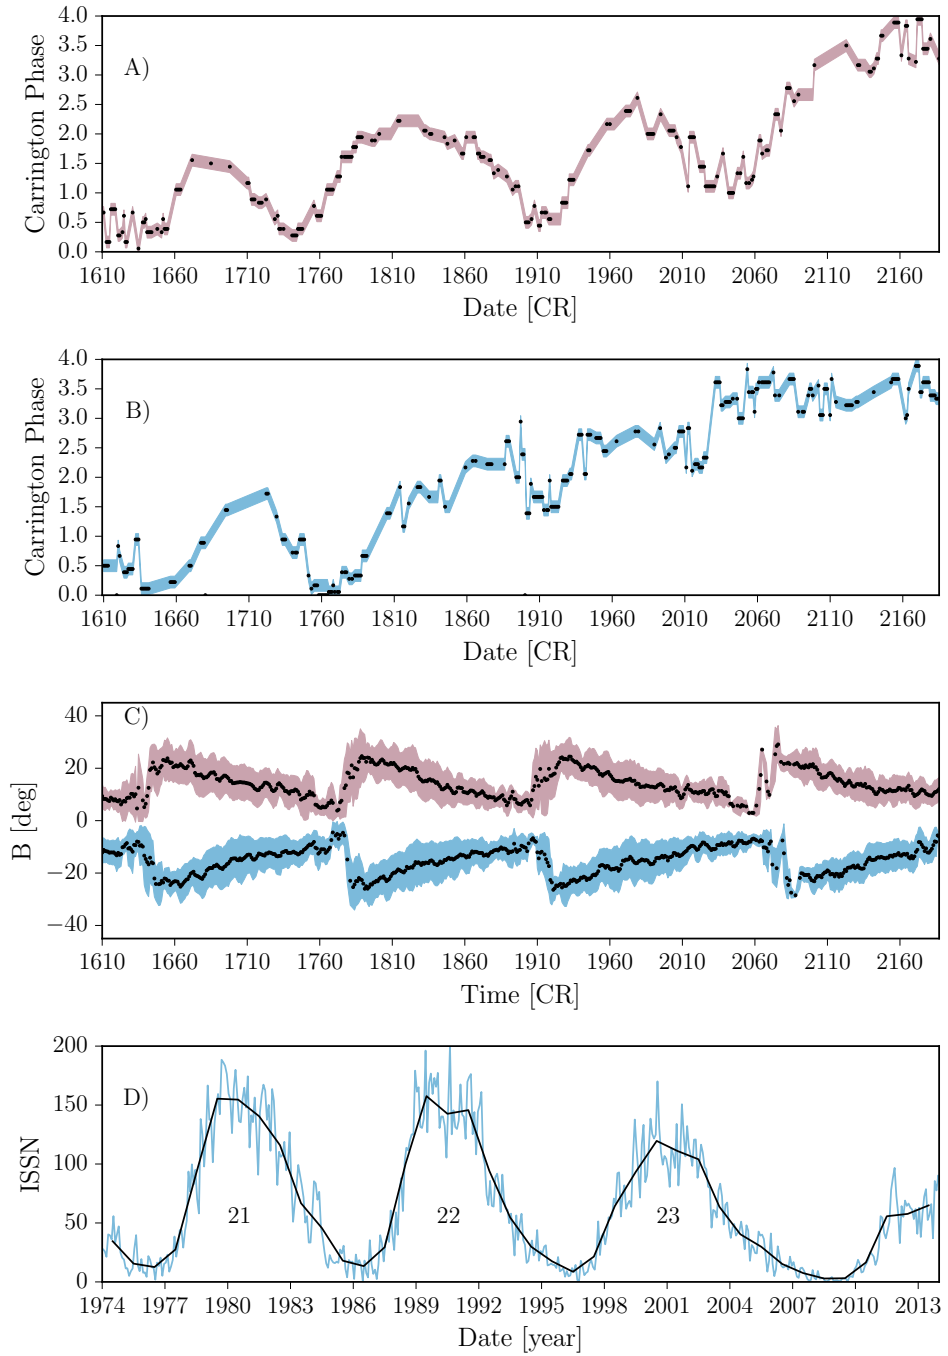 4.0
3.5
3.0
2.5
2.0
1.5
1.0
0.5
0.0
Carrington Phase
A)
1610 1660 1710 1760 1810 1860 1910 1960 2010 2060 2110 2160
Date [CR]
4.0
3.5
3.0
2.5
2.0
1.5
1.0
0.5
0.0
Carrington Phase
B)
1610 1660 1710 1760 1810 1860 1910 1960 2010 2060 2110 2160
Date [CR]
40
20
0
−20
−40
B [deg]
C)
1610 1660 1710 1760 1810 1860 1910 1960 2010 2060 2110 2160
Time [CR]
200
150
100
50
0
ISSN
D)
21 22 23
1974 1977 1980 1983 1986 1989 1992 1995 1998 2001 2004 2007 2010 2013
Date [year]